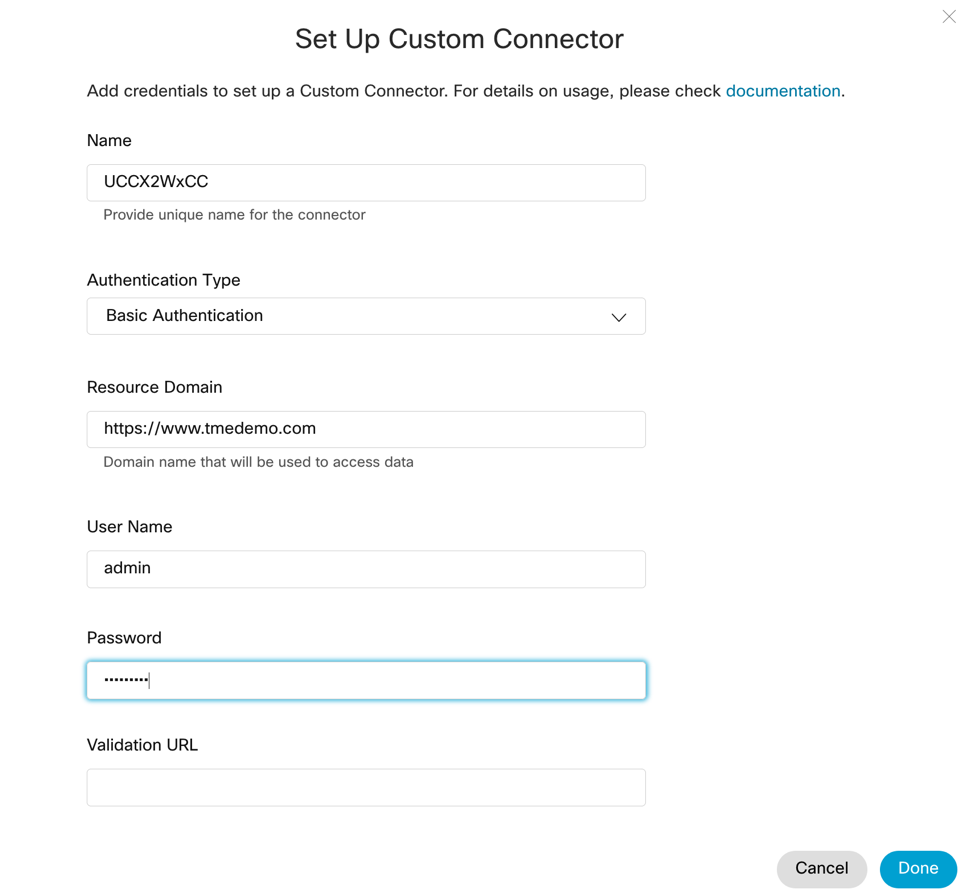 Set Up Custom Connector
Add credentials to set up a Custom Connector. For details on usage, please check documentation.
Name
UCCX2WxCC
Provide unique name for the connector
Authentication Type
Basic Authentication
Resource Domain
https://www.tmedemo.com
Domain name that will be used to access data
User Name
admin
Password
•••••••••
Validation URL
Cancel Done